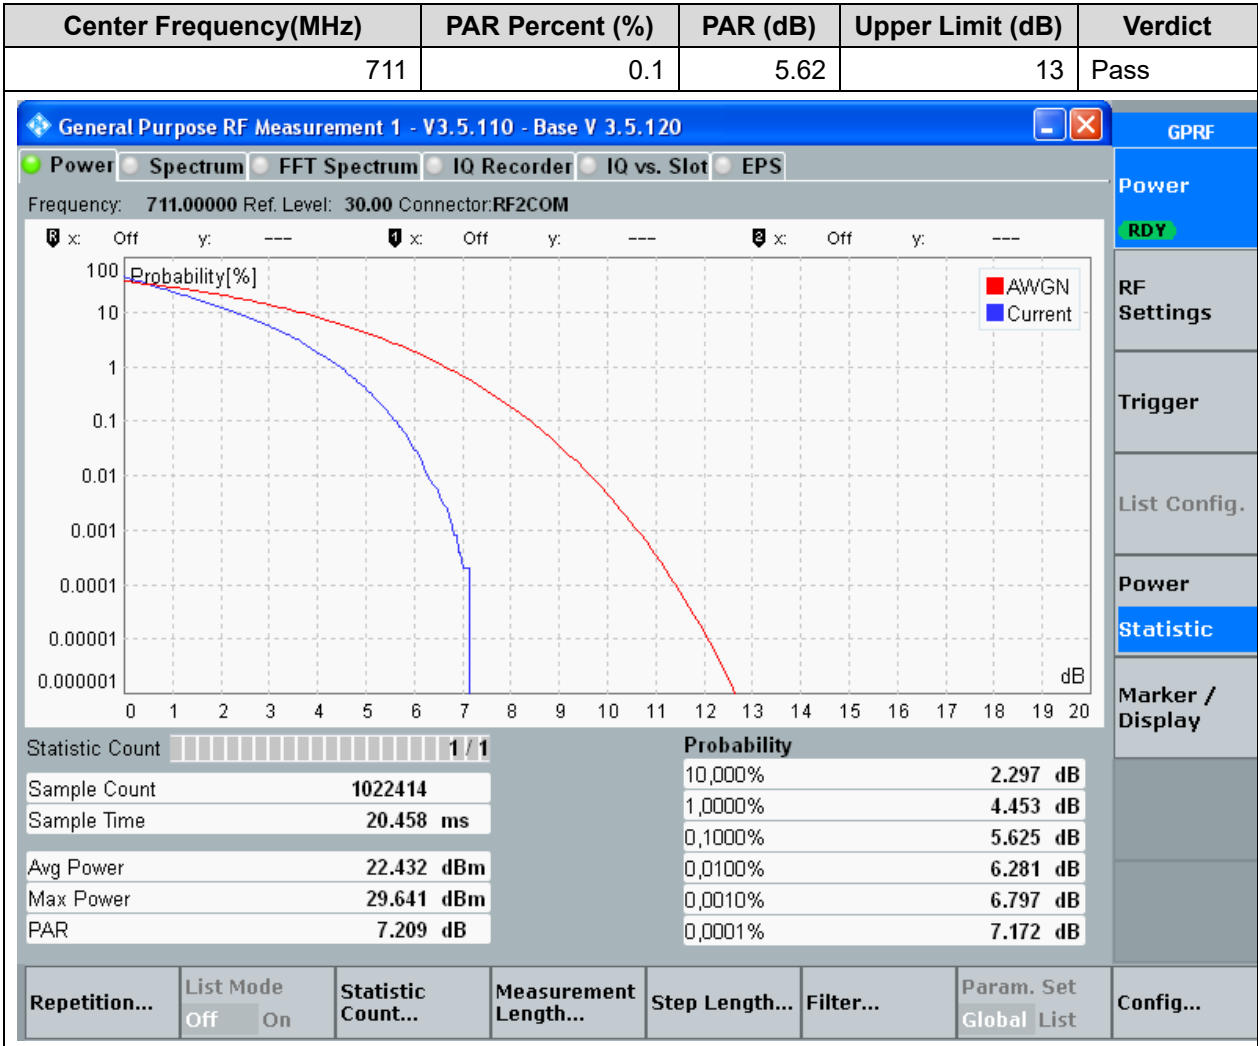 Center Frequency(MHz) PAR Percent (%) PAR (dB) Upper Limit (dB) Verdict
711 0.1 5.62 13 Pass
General Purpose RF Measurement 1 - V3.5.110 - Base V 3.5.120
GPRF
Power Spectrum FFT Spectrum IQ Recorder IQ vs. Slot EPS
Power
RDY
Frequency: 711.00000 Ref. Level: 30.00 Connector:RF2COM
R x: Off y: --- 1 x: Off y: --- 2 x: Off y: ---
Probability[%]
AWGN
Current
100
10
1
0.1
0.01
0.001
0.0001
0.00001
0.000001
dB
0 1 2 3 4 5 6 7 8 9 10 11 12 13 14 15 16 17 18 19 20
RF
Settings
Trigger
List Config.
Power
Statistic
Marker /
Display
Statistic Count 1 / 1
Sample Count 1022414
Sample Time 20.458 ms
Avg Power 22.432 dBm
Max Power 29.641 dBm
PAR 7.209 dB
Probability
10,000% 2.297 dB
1,0000% 4.453 dB
0,1000% 5.625 dB
0,0100% 6.281 dB
0,0010% 6.797 dB
0,0001% 7.172 dB
Repetition...
List Mode
Off On
Statistic
Count...
Measurement
Length...
Step Length...
Filter...
Param. Set
Global List
Config...